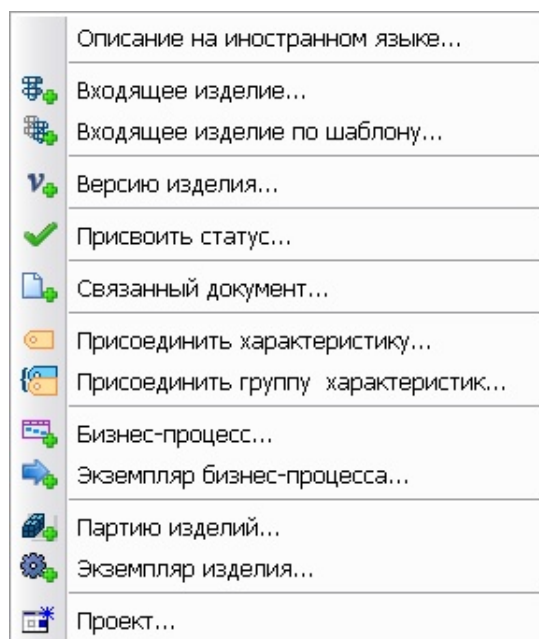 Описание на иностранном языке...
Входящее изделие...
Входящее изделие по шаблону...
Версию изделия...
Присвоить статус...
Связанный документ...
Присоединить характеристику...
Присоединить группу  характеристик...
Бизнес-процесс...
Экземпляр бизнес-процесса...
Партию изделий...
Экземпляр изделия...
Проект...